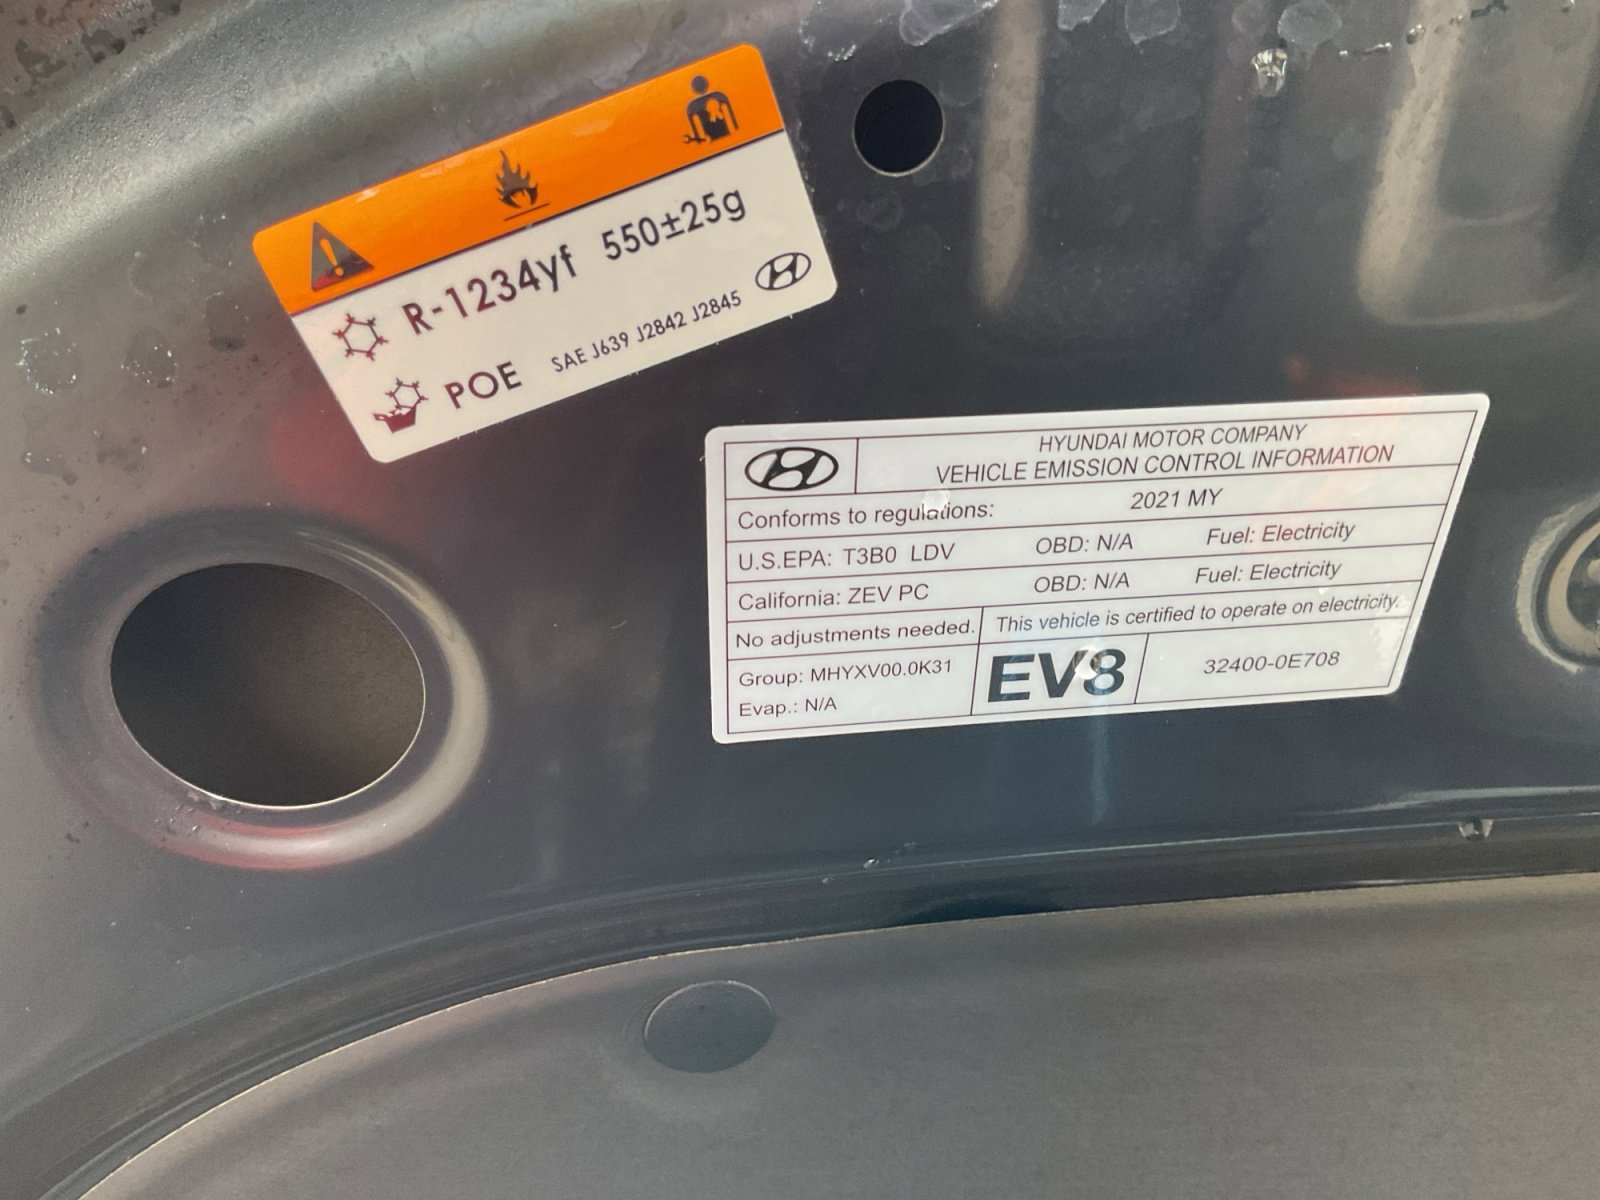 R-1234yf 550±25g
POE SAE J639 J2842 J2845
HYUNDAI MOTOR COMPANY
VEHICLE EMISSION CONTROL INFORMATION
Conforms to regulations: 2021 MY
U.S.EPA: T3B0 LDV OBD: N/A Fuel: Electricity
California: ZEV PC OBD: N/A Fuel: Electricity
No adjustments needed. This vehicle is certified to operate on electricity.
Group: MHYXV00.0K31 EV8 32400-0E708
Evap.: N/A